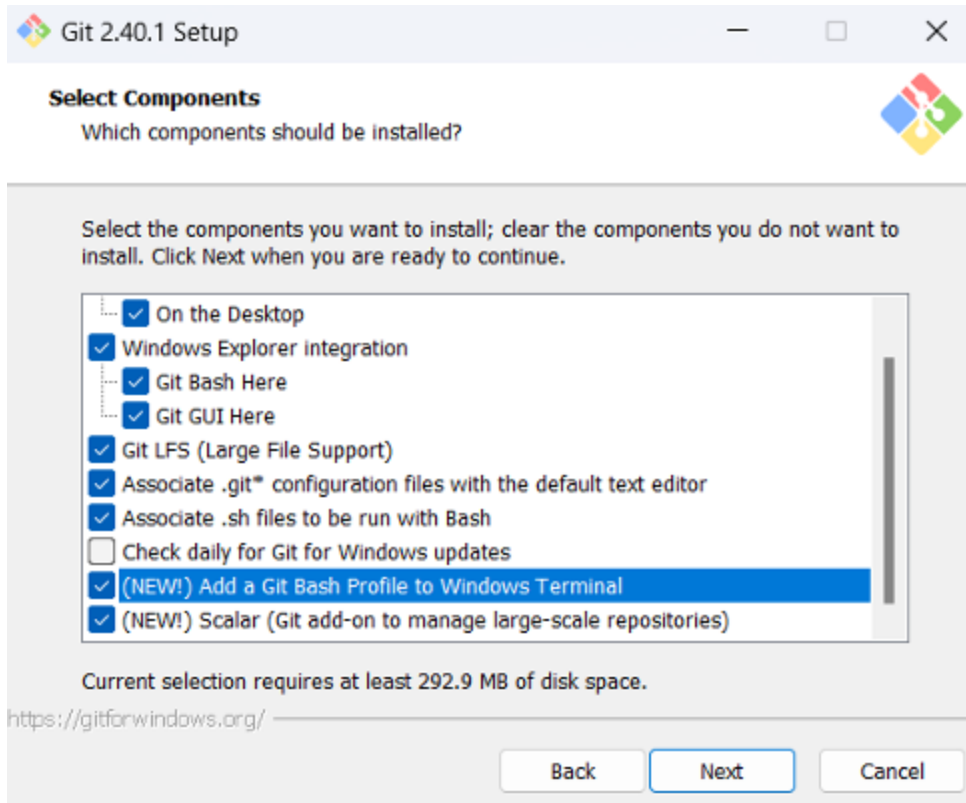 Git 2.40.1 Setup
Select Components
Which components should be installed?
Select the components you want to install; clear the components you do not want to
install. Click Next when you are ready to continue.
On the Desktop
Windows Explorer integration
Git Bash Here
Git GUI Here
Git LFS (Large File Support)
Associate .git* configuration files with the default text editor
Associate .sh files to be run with Bash
Check daily for Git for Windows updates
(NEW!) Add a Git Bash Profile to Windows Terminal
(NEW!) Scalar (Git add-on to manage large-scale repositories)
Current selection requires at least 292.9 MB of disk space.
https://gitforwindows.org/
Back Next Cancel